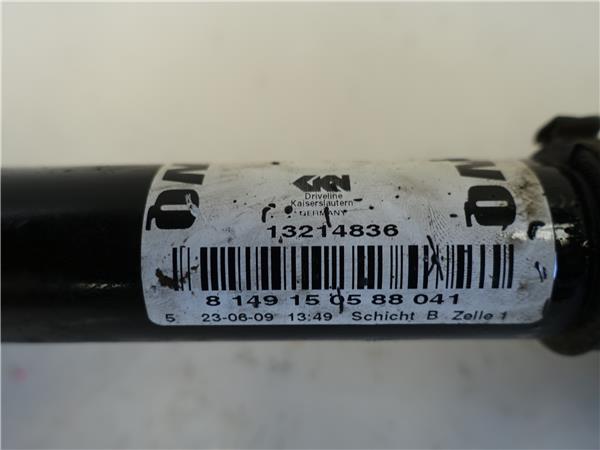 GKN
Driveline
Kaiserslautern
GERMANY
13214836
8 149 15 05 88 041
5 23-06-09 13:49 Schicht B Zelle 1